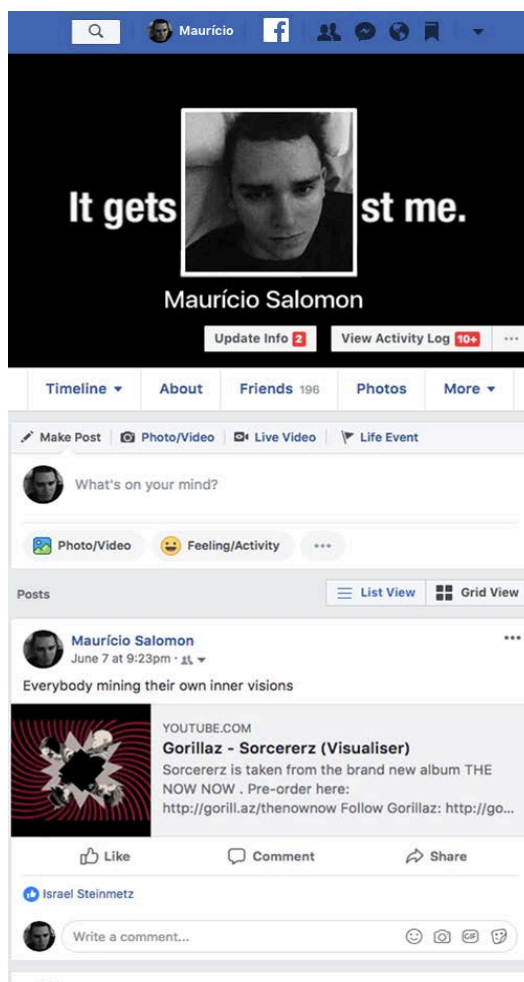 Maurício
It gets st me.
Maurício Salomon
Update Info 2 View Activity Log 10+
Timeline About Friends 196 Photos More
Make Post Photo/Video Live Video Life Event
What's on your mind?
Photo/Video Feeling/Activity
Posts List View Grid View
Maurício Salomon
June 7 at 9:23pm ·
Everybody mining their own inner visions
YOUTUBE.COM
Gorillaz - Sorcererz (Visualiser)
Sorcererz is taken from the brand new album THE
NOW NOW . Pre-order here:
http://gorill.az/thenownow Follow Gorillaz: http://go...
Like Comment Share
Israel Steinmetz
Write a comment... GIF